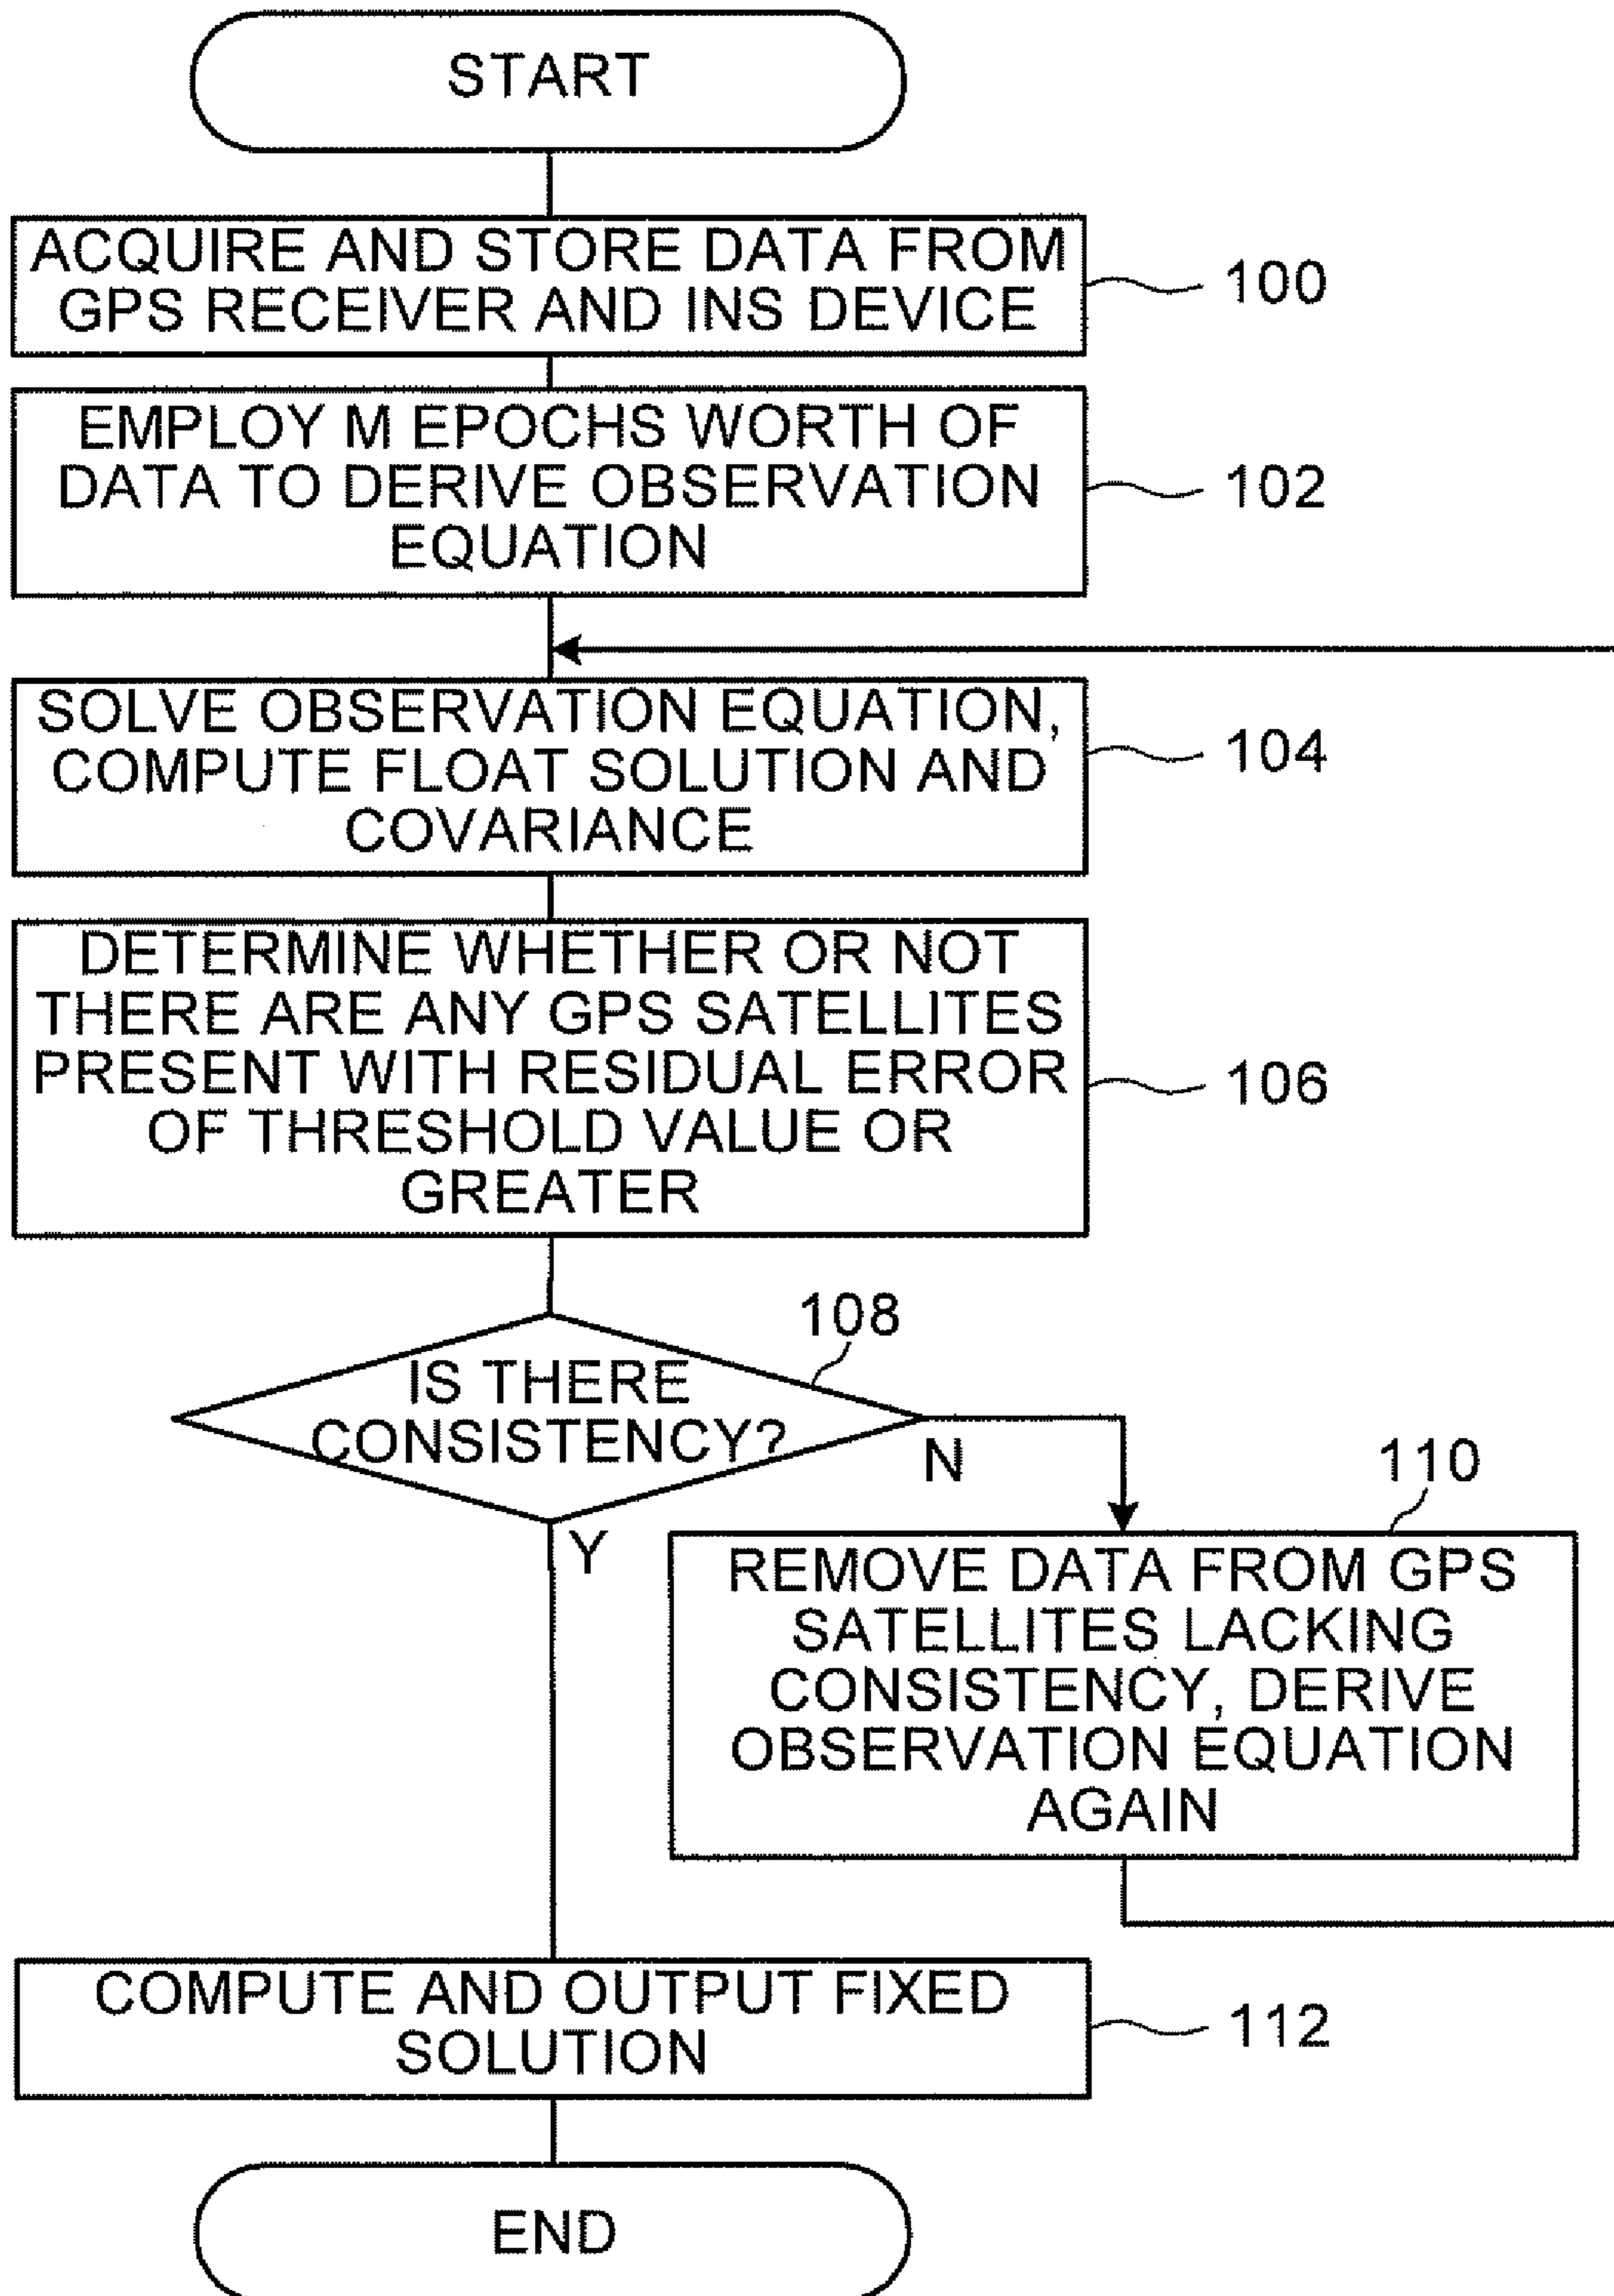 START
ACQUIRE AND STORE DATA FROM
GPS RECEIVER AND INS DEVICE
100
EMPLOY M EPOCHS WORTH OF
DATA TO DERIVE OBSERVATION
EQUATION
102
SOLVE OBSERVATION EQUATION,
COMPUTE FLOAT SOLUTION AND
COVARIANCE
104
DETERMINE WHETHER OR NOT
THERE ARE ANY GPS SATELLITES
PRESENT WITH RESIDUAL ERROR
OF THRESHOLD VALUE OR
GREATER
106
108
IS THERE
CONSISTENCY?
N
Y
110
REMOVE DATA FROM GPS
SATELLITES LACKING
CONSISTENCY, DERIVE
OBSERVATION EQUATION
AGAIN
COMPUTE AND OUTPUT FIXED
SOLUTION
112
END